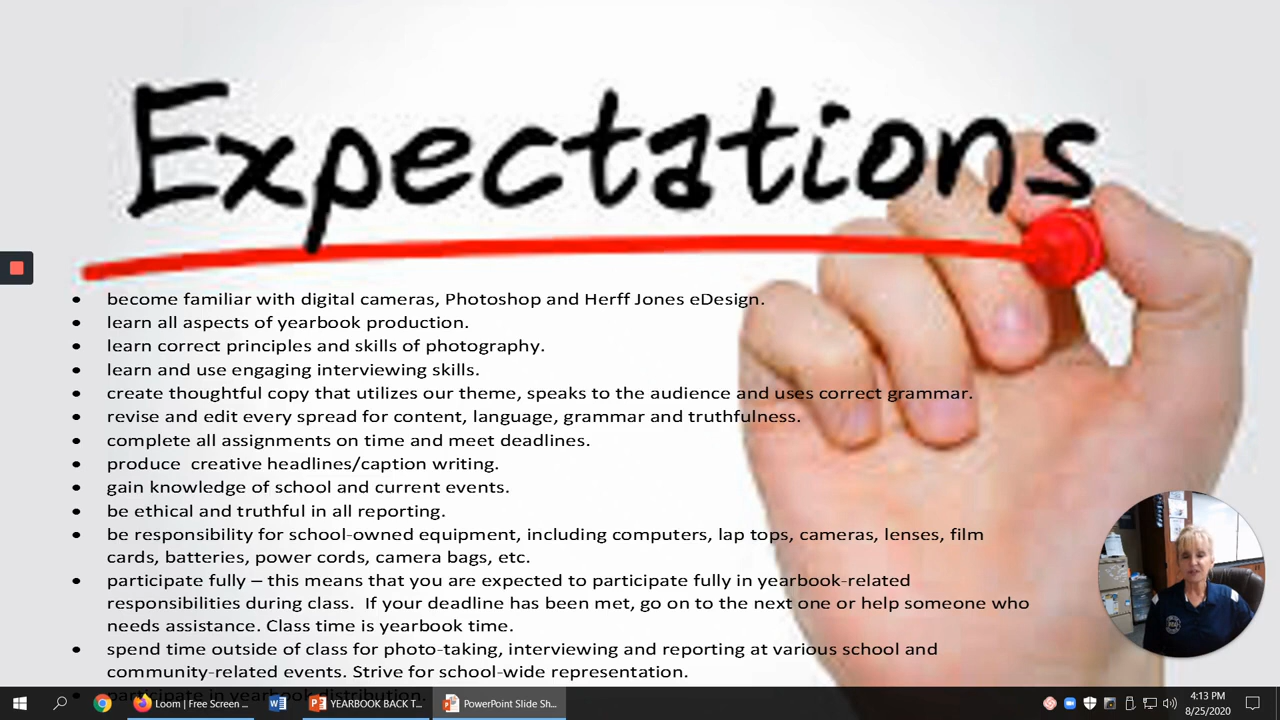 Expectations
• become familiar with digital cameras, Photoshop and Herff Jones eDesign.
• learn all aspects of yearbook production.
• learn correct principles and skills of photography.
• learn and use engaging interviewing skills.
• create thoughtful copy that utilizes our theme, speaks to the audience and uses correct grammar.
• revise and edit every spread for content, language, grammar and truthfulness.
• complete all assignments on time and meet deadlines.
• produce  creative headlines/caption writing.
• gain knowledge of school and current events.
• be ethical and truthful in all reporting.
• be responsibility for school-owned equipment, including computers, lap tops, cameras, lenses, film
cards, batteries, power cords, camera bags, etc.
• participate fully – this means that you are expected to participate fully in yearbook-related
responsibilities during class.  If your deadline has been met, go on to the next one or help someone who
needs assistance. Class time is yearbook time.
• spend time outside of class for photo-taking, interviewing and reporting at various school and
community-related events. Strive for school-wide representation.
• participate in yearbook distribution.
Loom | Free Screen ...
YEARBOOK BACK T...
PowerPoint Slide Sh...
4:13 PM
8/25/2020